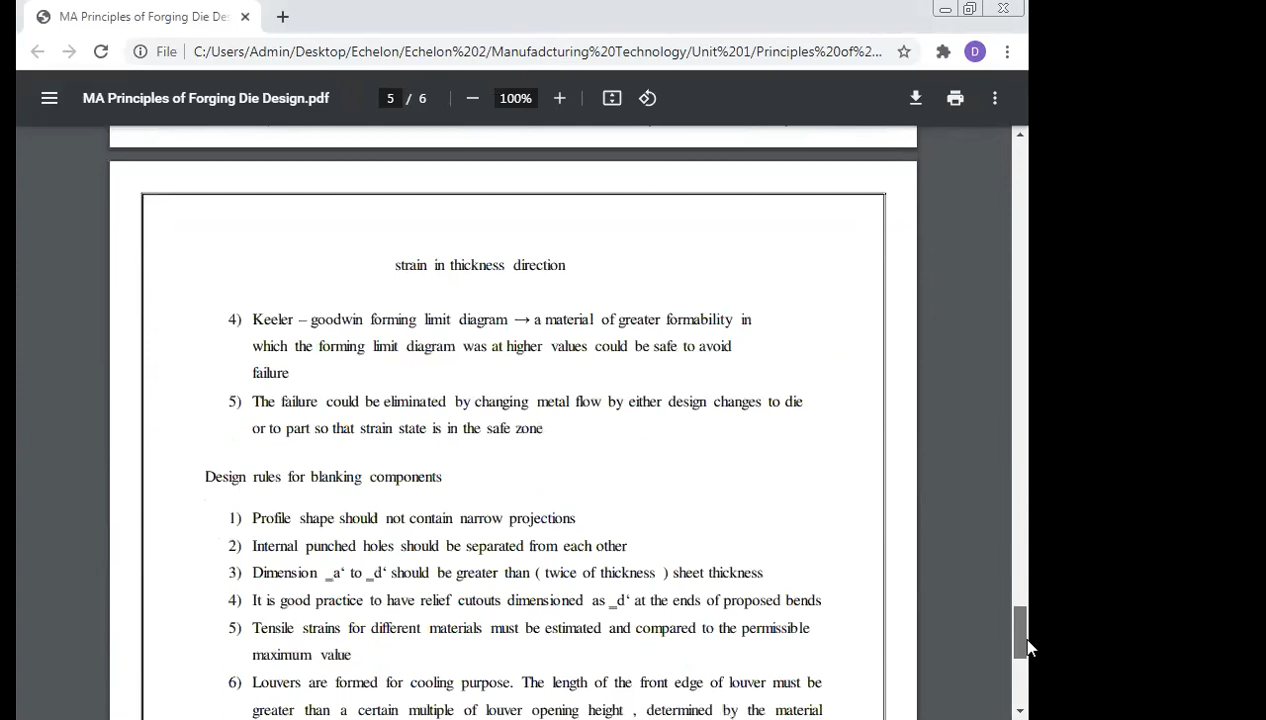 MA Principles of Forging Die De
File C:/Users/Admin/Desktop/Echelon/Echelon%202/Manufadcturing%20Technology/Unit%201/Principles%20of%2... D
MA Principles of Forging Die Design.pdf 5 / 6 100%
strain in thickness direction
4) Keeler – goodwin forming limit diagram → a material of greater formability in
which the forming limit diagram was at higher values could be safe to avoid
failure
5) The failure could be eliminated by changing metal flow by either design changes to die
or to part so that strain state is in the safe zone
Design rules for blanking components
1) Profile shape should not contain narrow projections
2) Internal punched holes should be separated from each other
3) Dimension ‗a‘ to ‗d‘ should be greater than ( twice of thickness ) sheet thickness
4) It is good practice to have relief cutouts dimensioned as ‗d‘ at the ends of proposed bends
5) Tensile strains for different materials must be estimated and compared to the permissible
maximum value
6) Louvers are formed for cooling purpose. The length of the front edge of louver must be
greater than a certain multiple of louver opening height , determined by the material